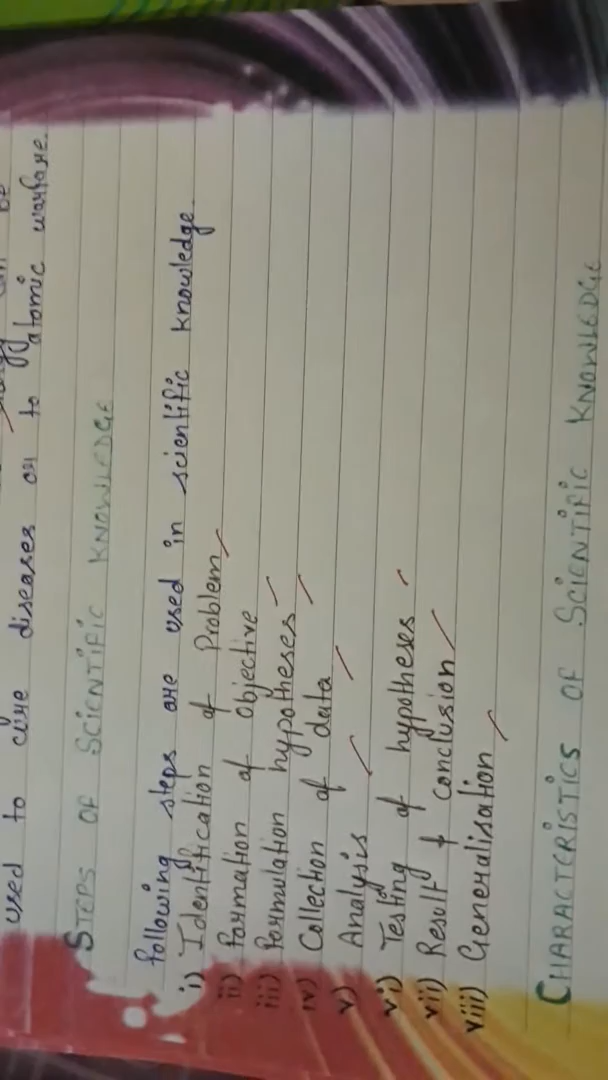 used to cure diseases or to atomic warfare.
STEPS OF SCIENTIFIC KNOWLEDGE
Following steps are used in scientific knowledge.
i) Identification of Problem
ii) Formation of Objective
iii) Formulation hypotheses
iv) Collection of data
v) Analysis
vi) Testing of hypotheses
vii) Result & Conclusion
viii) Generalisation
CHARACTERISTICS OF SCIENTIFIC KNOWLEDGE